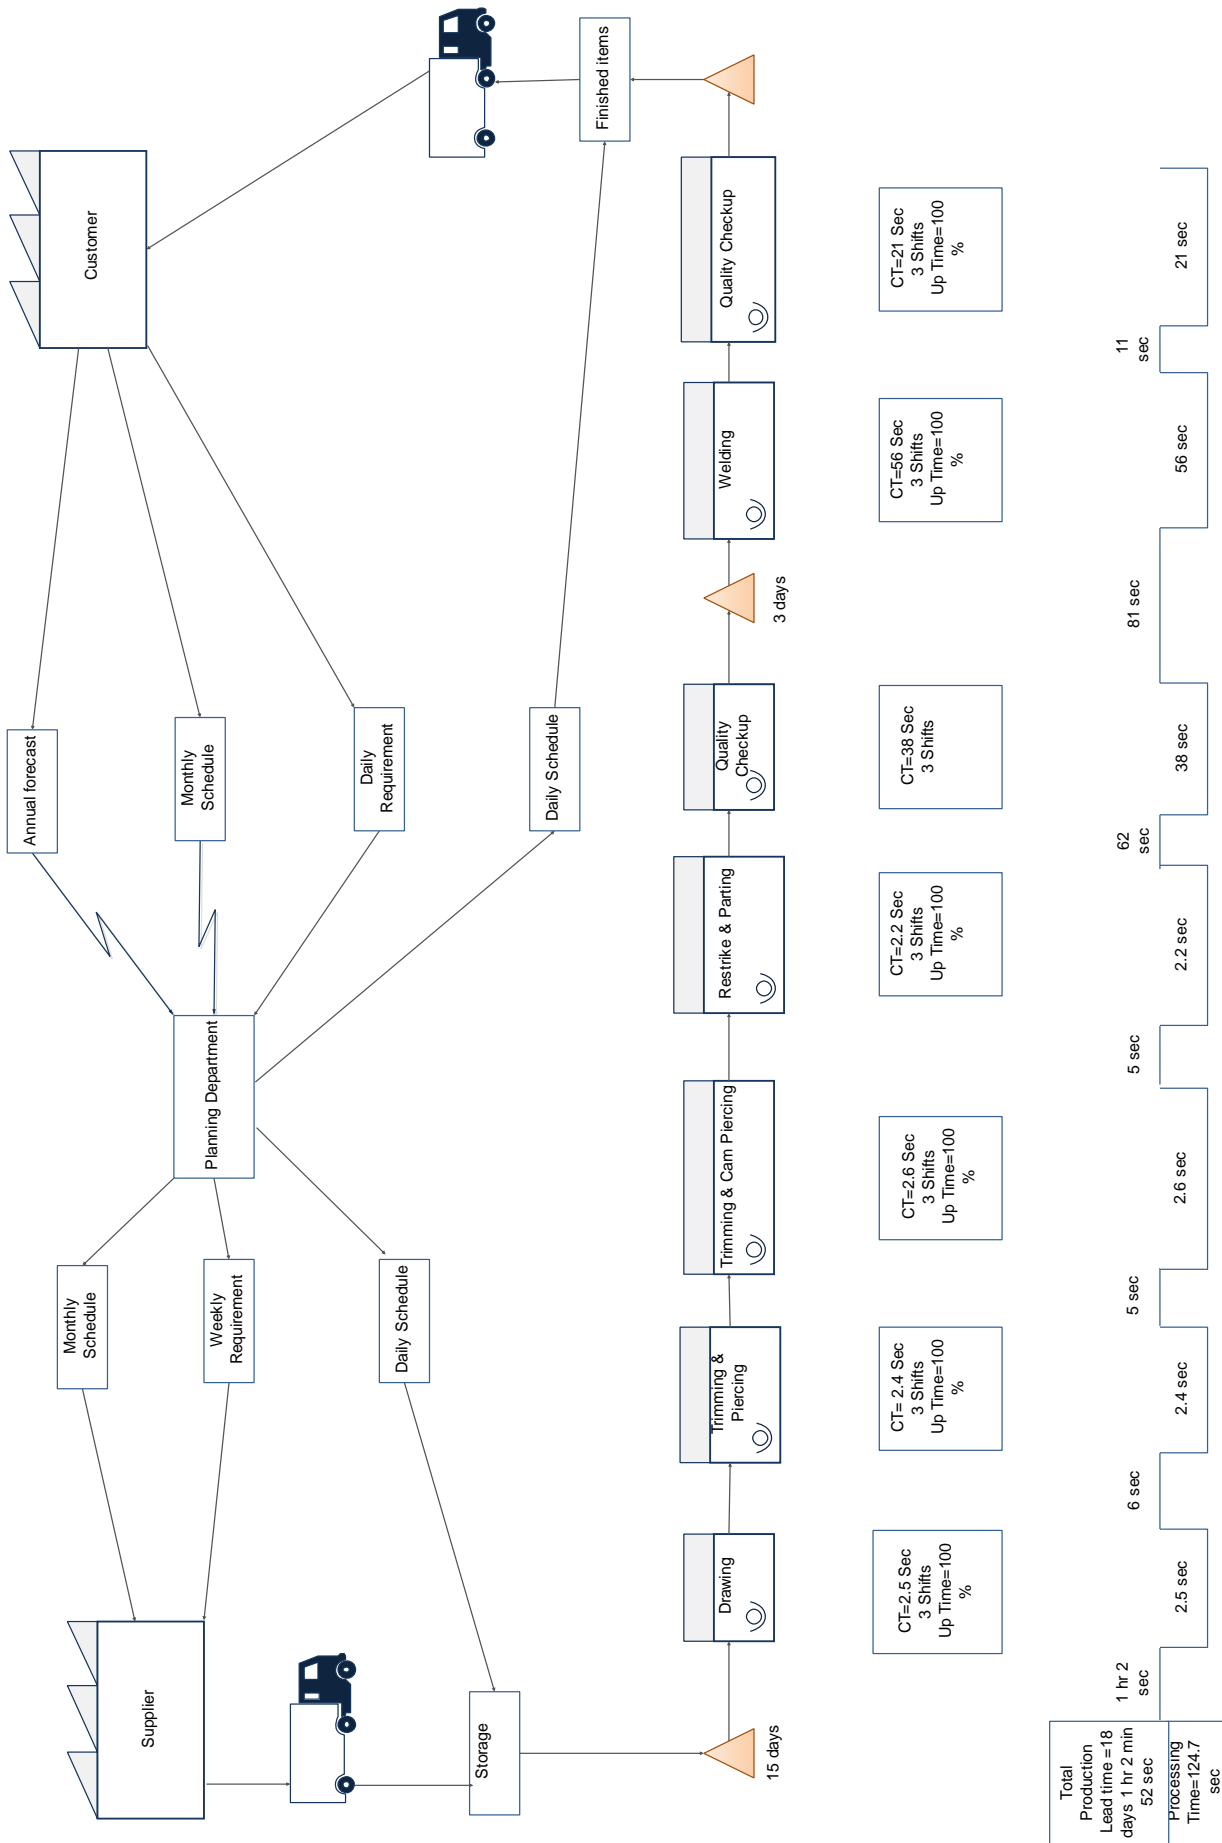 Supplier
Monthly
Schedule
Weekly
Requirement
Planning Department
Annual forecast
Monthly
Schedule
Daily
Requirement
Customer
Daily Schedule
Daily Schedule
Storage
Finished items
15 days
Drawing
Trimming &
Piercing
Trimming & Cam Piercing
Restrike & Parting
Quality
Checkup
3 days
Welding
Quality Checkup
CT=2.5 Sec
3 Shifts
Up Time=100
%
CT= 2.4 Sec
3 Shifts
Up Time=100
%
CT=2.6 Sec
3 Shifts
Up Time=100
%
CT=2.2 Sec
3 Shifts
Up Time=100
%
CT=38 Sec
3 Shifts
CT=56 Sec
3 Shifts
Up Time=100
%
CT=21 Sec
3 Shifts
Up Time=100
%
Total
Production
Lead time =18
days 1 hr 2 min
52 sec
Processing
Time=124.7
sec
1 hr 2
sec
2.5 sec
6 sec
2.4 sec
5 sec
2.6 sec
5 sec
2.2 sec
62
sec
38 sec
81 sec
56 sec
11
sec
21 sec